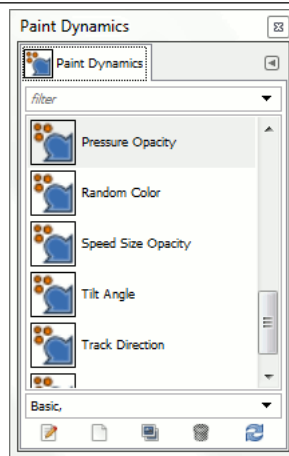 Paint Dynamics
Paint Dynamics
filter
Pressure Opacity
Random Color
Speed Size Opacity
Tilt Angle
Track Direction
Basic,